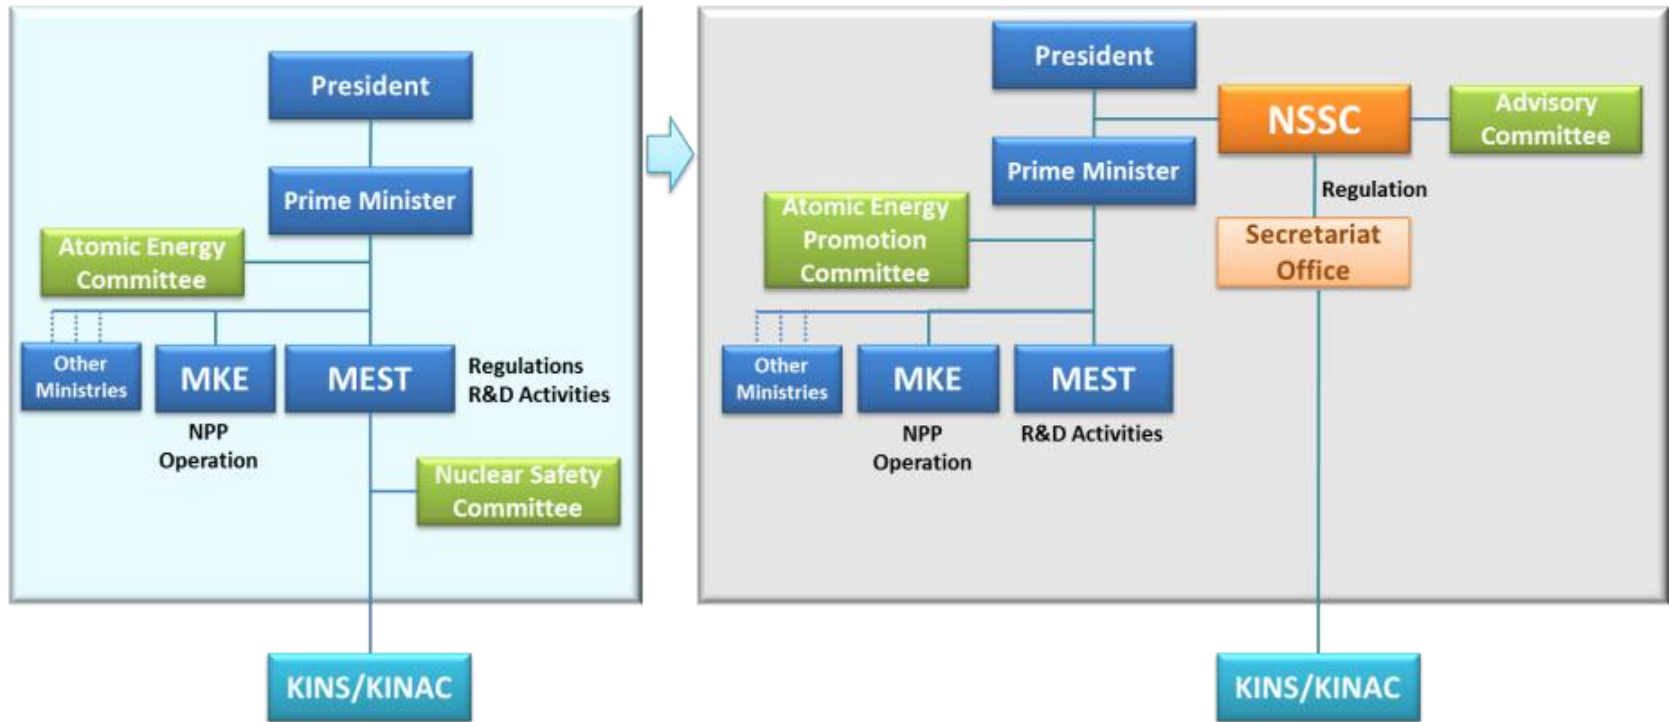 President
Prime Minister
Atomic Energy
Committee
Other
Ministries
MKE
MEST
Regulations
R&D Activities
NPP
Operation
Nuclear Safety
Committee
KINS/KINAC
President
NSSC
Advisory
Committee
Prime Minister
Regulation
Atomic Energy
Promotion
Committee
Secretariat
Office
Other
Ministries
MKE
MEST
NPP
Operation
R&D Activities
KINS/KINAC